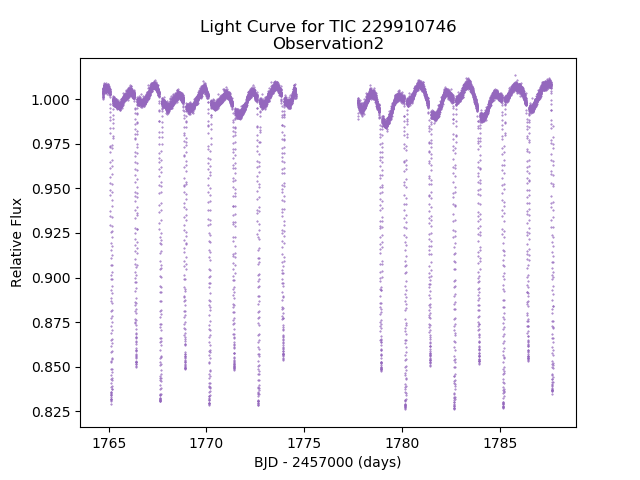 Light Curve for TIC 229910746
Observation2
1.000
0.975
0.950
0.925
0.900
0.875
0.850
0.825
Relative Flux
1765 1770 1775 1780 1785
BJD - 2457000 (days)